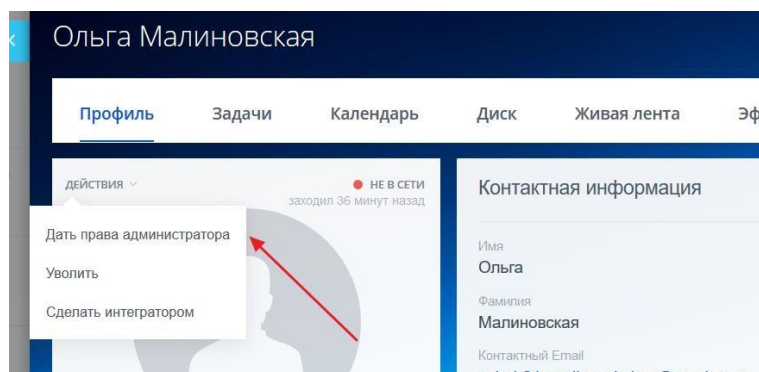 Ольга Малиновская
Профиль Задачи Календарь Диск Живая лента Эф
ДЕЙСТВИЯ
НЕ В СЕТИ
заходил 36 минут назад
Дать права администратора
Уволить
Сделать интегратором
Контактная информация
Имя
Ольга
Фамилия
Малиновская
Контактный Email